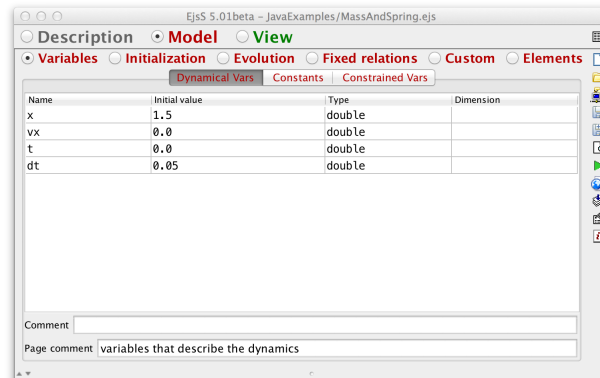 EjsS 5.01beta – JavaExamples/MassAndSpring.ejs
Description Model View
Variables Initialization Evolution Fixed relations Custom Elements
Dynamical Vars Constants Constrained Vars
Name Initial value Type Dimension
x 1.5 double
vx 0.0 double
t 0.0 double
dt 0.05 double
Comment
Page comment variables that describe the dynamics